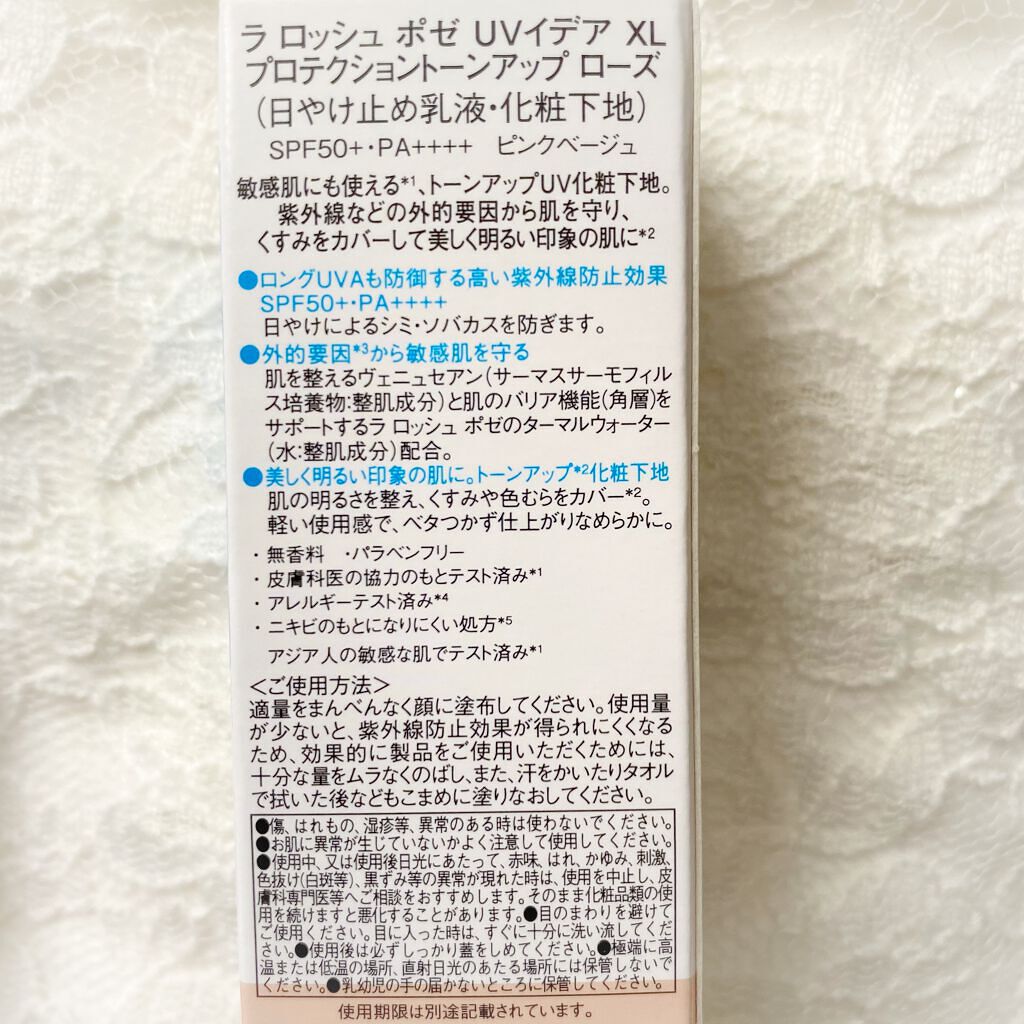 ラ ロッシュ ポゼ UVイデア XL
プロテクショントーンアップ ローズ
(日やけ止め乳液・化粧下地)
SPF50+・PA++++ ピンクベージュ
敏感肌にも使える*1、トーンアップUV化粧下地。
紫外線などの外的要因から肌を守り、
くすみをカバーして美しく明るい印象の肌に*2
●ロングUVAも防御する高い紫外線防止効果
SPF50+・PA++++
日やけによるシミ・ソバカスを防ぎます。
●外的要因*3から敏感肌を守る
肌を整えるヴェニュセアン(サーマスサーモフィル
ス培養物:整肌成分)と肌のバリア機能(角層)を
サポートするラ ロッシュ ポゼのターマルウォーター
(水:整肌成分)配合。
●美しく明るい印象の肌に。トーンアップ*2化粧下地
肌の明るさを整え、くすみや色むらをカバー*2。
軽い使用感で、ベタつかず仕上がりなめらかに。
・無香料 ・パラベンフリー
・皮膚科医の協力のもとテスト済み*1
・アレルギーテスト済み*4
・ニキビのもとになりにくい処方*5
アジア人の敏感な肌でテスト済み*1
<ご使用方法>
適量をまんべんなく顔に塗布してください。使用量
が少ないと、紫外線防止効果が得られにくくなる
ため、効果的に製品をご使用いただくためには、
十分な量をムラなくのばし、また、汗をかいたりタオル
で拭いた後などもこまめに塗りなおしてください。
●傷、はれもの、湿疹等、異常のある時は使わないでください。
●お肌に異常が生じていないかよく注意して使用してください。
●使用中、又は使用後日光にあたって、赤味、はれ、かゆみ、刺激、
色抜け(白斑等)、黒ずみ等の異常が現れた時は、使用を中止し、皮
膚科専門医等へご相談をおすすめします。そのまま化粧品類の使
用を続けますと悪化することがあります。●目のまわりを避けて
ご使用ください。目に入った時は、すぐに十分に洗い流してくだ
さい。●使用後は必ずしっかり蓋をしめてください。●極端に高
温または低温の場所、直射日光のあたる場所には保管しないで
ください。●乳幼児の手の届かないところに保管してください。
使用期限は別途記載されています。